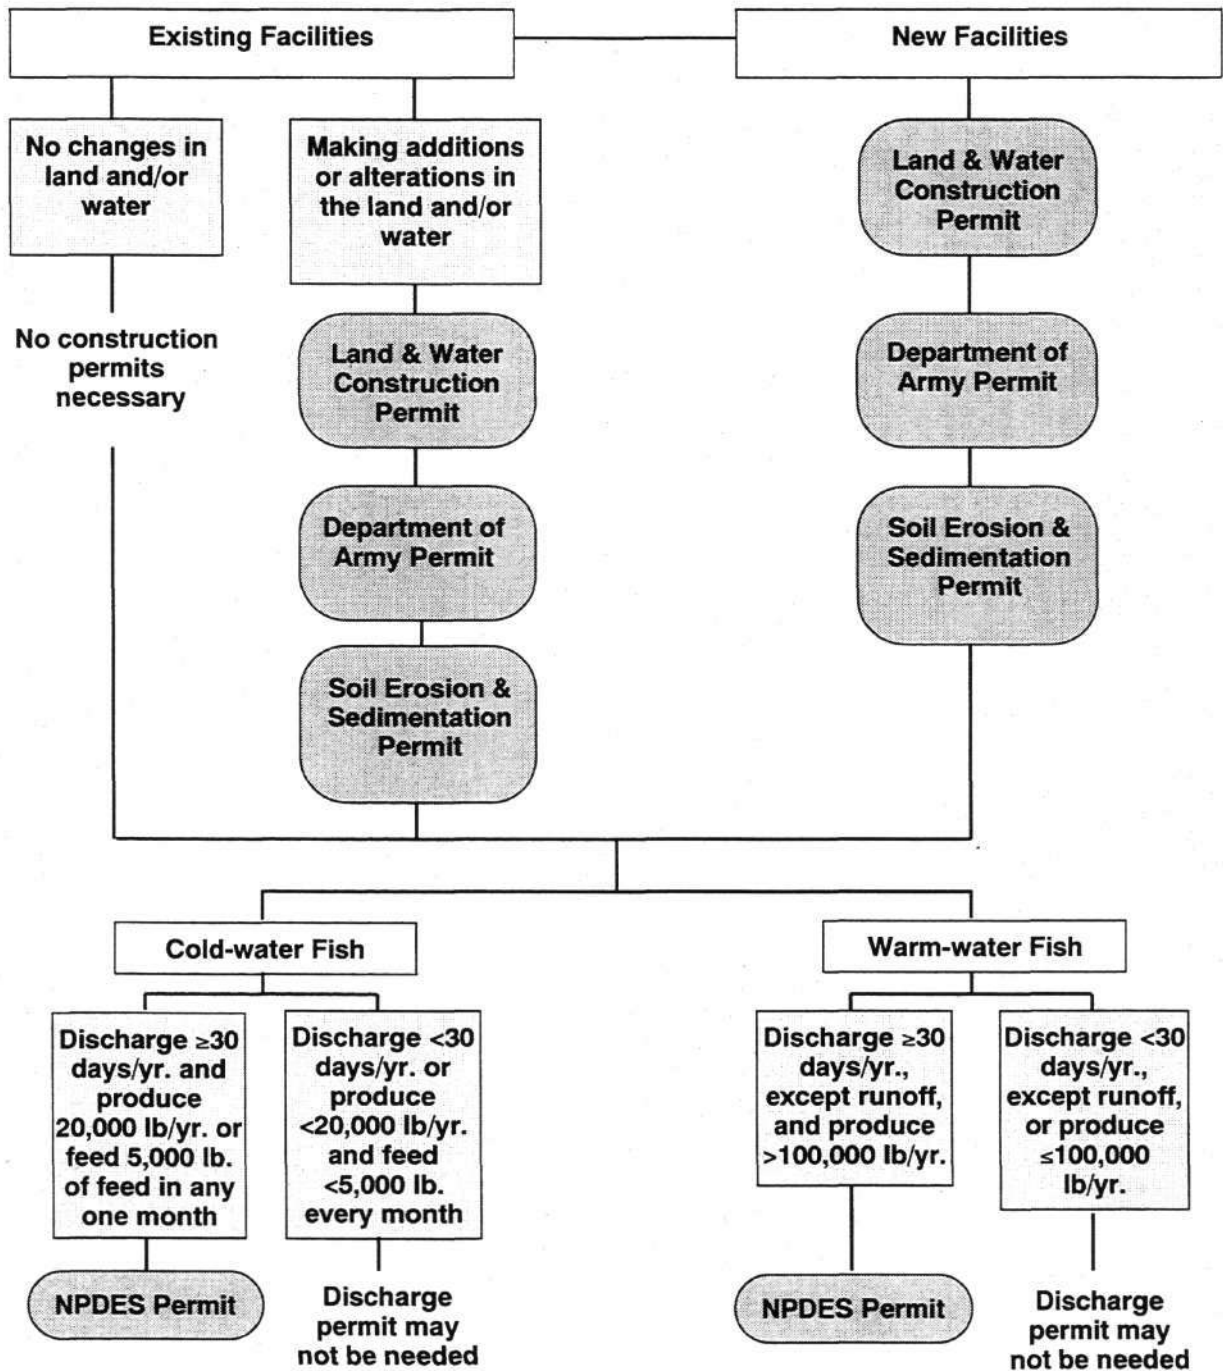 Existing Facilities
New Facilities
No changes in
land and/or
water
Making additions
or alterations in
the land and/or
water
Land & Water
Construction
Permit
No construction
permits
necessary
Land & Water
Construction
Permit
Department of
Army Permit
Department of
Army Permit
Soil Erosion &
Sedimentation
Permit
Soil Erosion &
Sedimentation
Permit
Cold-water Fish
Warm-water Fish
Discharge ≥30
days/yr. and
produce
20,000 lb/yr. or
feed 5,000 lb.
of feed in any
one month
Discharge <30
days/yr. or
produce
<20,000 lb/yr.
and feed
<5,000 lb.
every month
Discharge ≥30
days/yr.,
except runoff,
and produce
>100,000 lb/yr.
Discharge <30
days/yr.,
except runoff,
or produce
≤100,000
lb/yr.
NPDES Permit
Discharge
permit may
not be needed
NPDES Permit
Discharge
permit may
not be needed